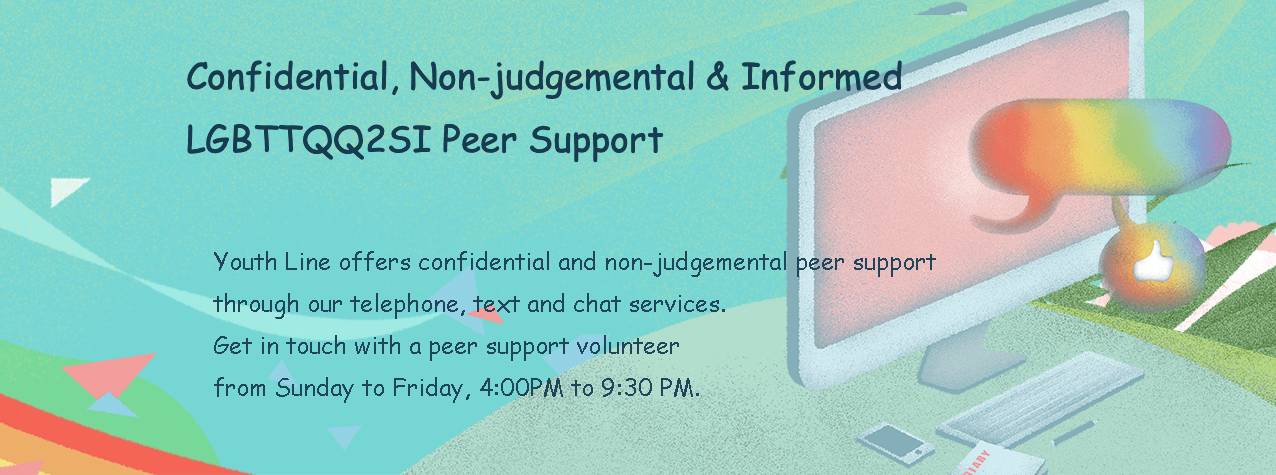 Confidential, Non-judgemental & Informed
LGBTTQQ2SI Peer Support
Youth Line offers confidential and non-judgemental peer support
through our telephone, text and chat services.
Get in touch with a peer support volunteer
from Sunday to Friday, 4:00PM to 9:30 PM.
DIARY